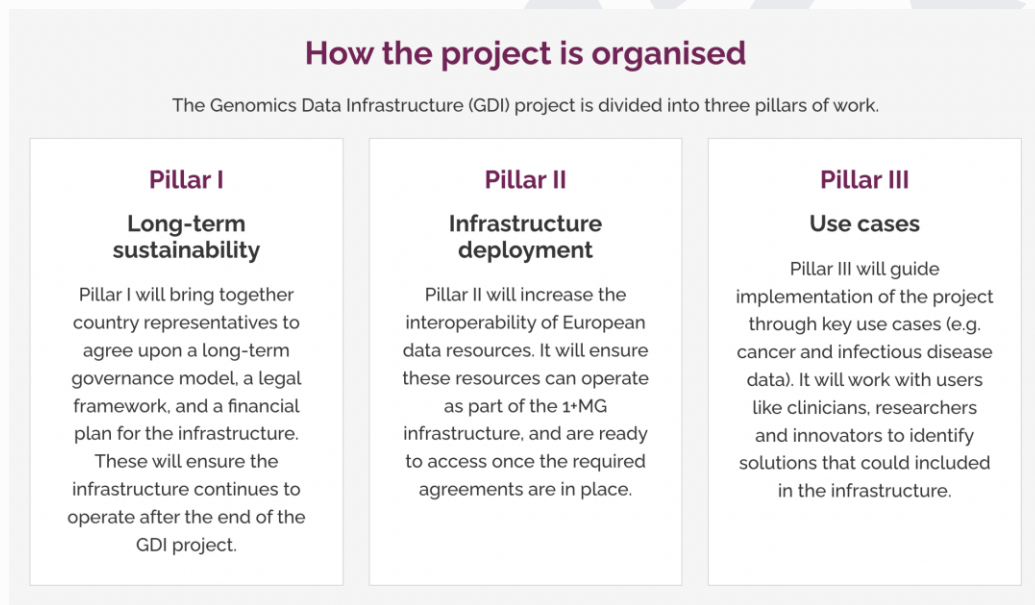 How the project is organised
The Genomics Data Infrastructure (GDI) project is divided into three pillars of work.
Pillar I
Long-term
sustainability
Pillar I will bring together
country representatives to
agree upon a long-term
governance model, a legal
framework, and a financial
plan for the infrastructure.
These will ensure the
infrastructure continues to
operate after the end of the
GDI project.
Pillar II
Infrastructure
deployment
Pillar II will increase the
interoperability of European
data resources. It will ensure
these resources can operate
as part of the 1+MG
infrastructure, and are ready
to access once the required
agreements are in place.
Pillar III
Use cases
Pillar III will guide
implementation of the project
through key use cases (e.g.
cancer and infectious disease
data). It will work with users
like clinicians, researchers
and innovators to identify
solutions that could included
in the infrastructure.